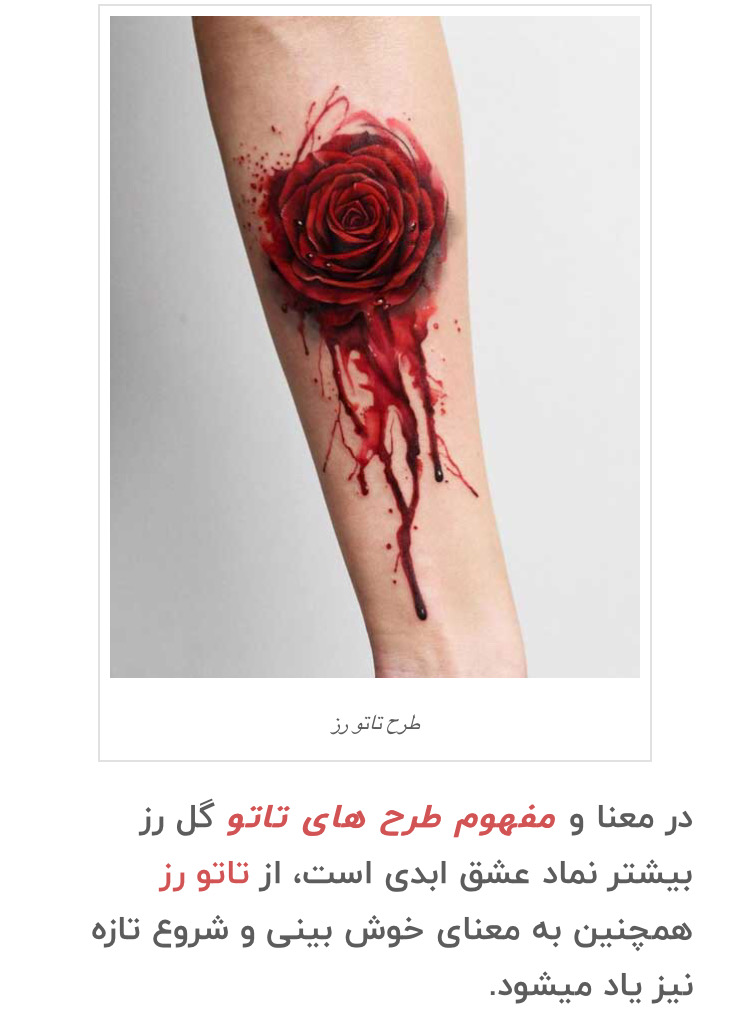 طرح تاتو رز
در معنا و مفهوم طرح های تاتو گل رز
بیشتر نماد عشق ابدی است، از تاتو رز
همچنین به معنای خوش بینی و شروع تازه
نیز یاد میشود.